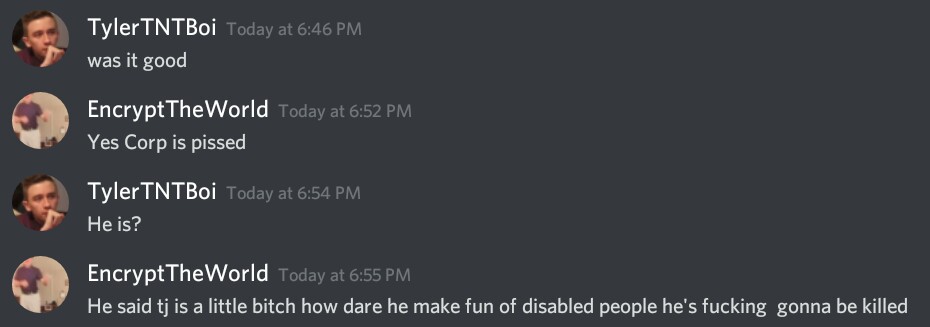 TylerTNTBoi Today at 6:46 PM
was it good
EncryptTheWorld Today at 6:52 PM
Yes Corp is pissed
TylerTNTBoi Today at 6:54 PM
He is?
EncryptTheWorld Today at 6:55 PM
He said tj is a little bitch how dare he make fun of disabled people he's fucking  gonna be killed